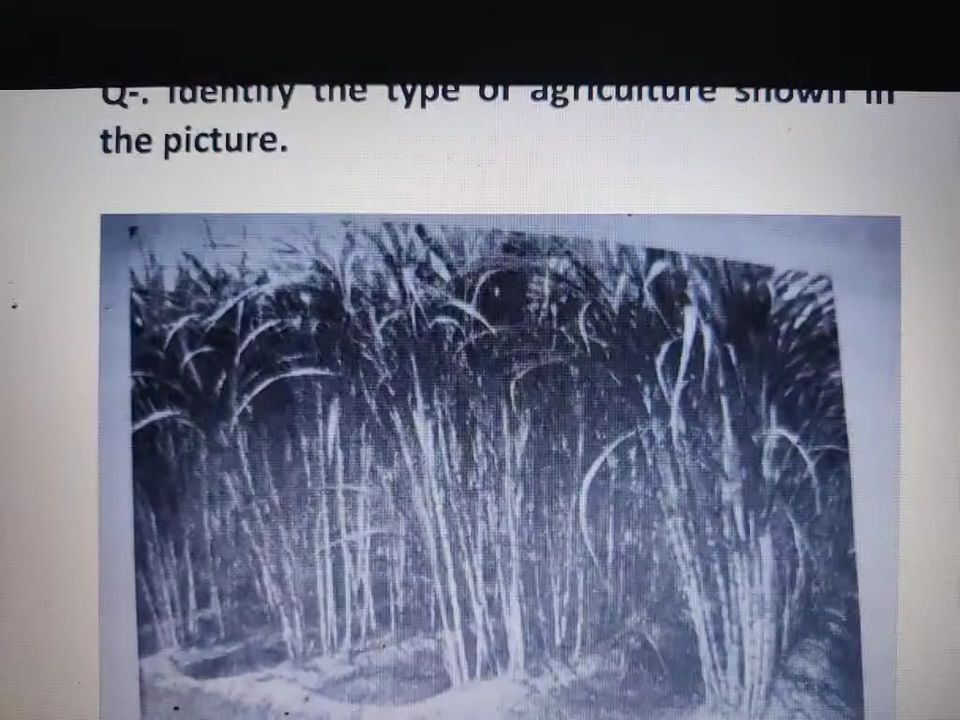 Q-. Identify the type of agriculture shown in
the picture.